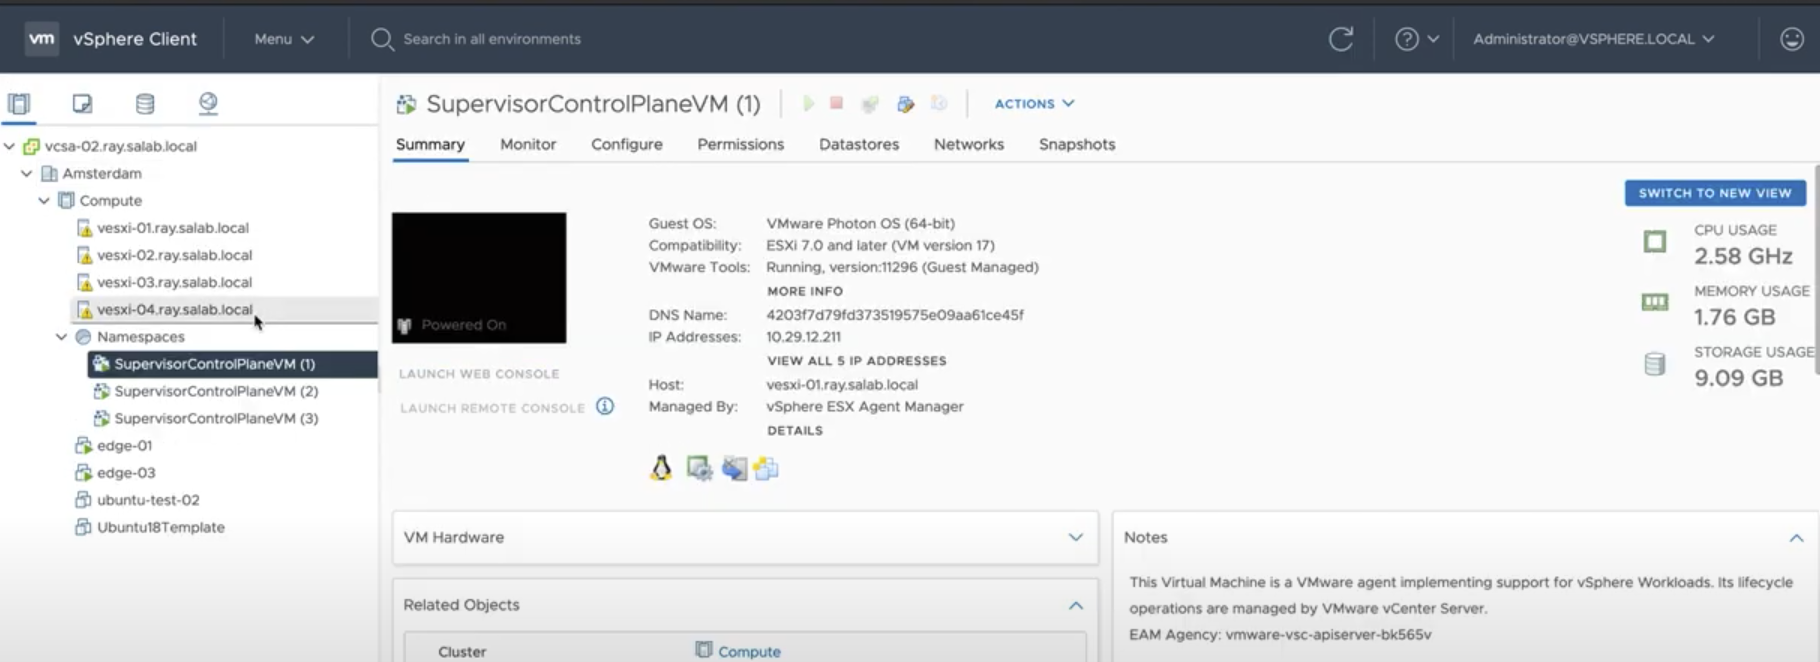 vm vSphere Client Menu Search in all environments Administrator@VSPHERE.LOCAL
SupervisorControlPlaneVM (1) ACTIONS
Summary Monitor Configure Permissions Datastores Networks Snapshots
vcsa-02.ray.salab.local
Amsterdam
Compute
vesxi-01.ray.salab.local
vesxi-02.ray.salab.local
vesxi-03.ray.salab.local
vesxi-04.ray.salab.local
Namespaces
SupervisorControlPlaneVM (1)
SupervisorControlPlaneVM (2)
SupervisorControlPlaneVM (3)
edge-01
edge-03
ubuntu-test-02
Ubuntu18Template
Powered On
LAUNCH WEB CONSOLE
LAUNCH REMOTE CONSOLE
Guest OS: VMware Photon OS (64-bit)
Compatibility: ESXi 7.0 and later (VM version 17)
VMware Tools: Running, version:11296 (Guest Managed)
MORE INFO
DNS Name: 4203f7d79fd373519575e09aa61ce45f
IP Addresses: 10.29.12.211
VIEW ALL 5 IP ADDRESSES
Host: vesxi-01.ray.salab.local
Managed By: vSphere ESX Agent Manager
DETAILS
SWITCH TO NEW VIEW
CPU USAGE
2.58 GHz
MEMORY USAGE
1.76 GB
STORAGE USAGE
9.09 GB
VM Hardware
Related Objects
Cluster Compute
Notes
This Virtual Machine is a VMware agent implementing support for vSphere Workloads. Its lifecycle
operations are managed by VMware vCenter Server.
EAM Agency: vmware-vsc-apiserver-bk565v